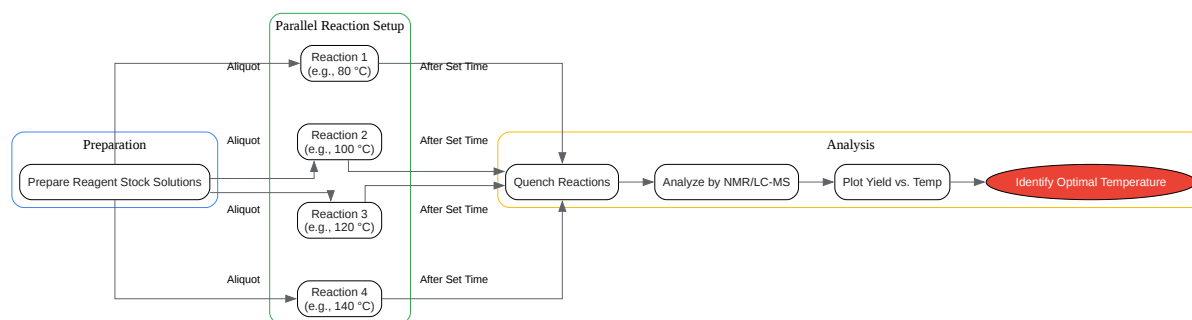 Parallel Reaction Setup
Reaction 1
(e.g., 80 °C)
Aliquot
After Set Time
Reaction 2
(e.g., 100 °C)
Aliquot
After Set Time
Preparation
Analysis
Prepare Reagent Stock Solutions
Quench Reactions
Analyze by NMR/LC-MS
Plot Yield vs. Temp
Identify Optimal Temperature
Aliquot
After Set Time
Reaction 3
(e.g., 120 °C)
Aliquot
After Set Time
Reaction 4
(e.g., 140 °C)